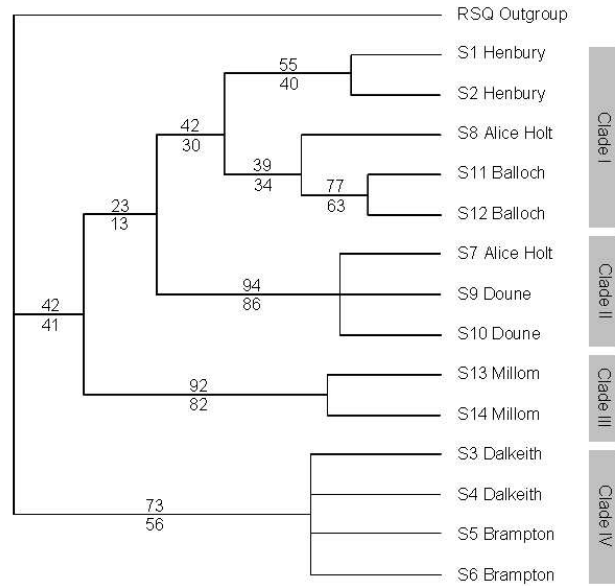 RSQ Outgroup
S1 Henbury
55
40
S2 Henbury
42
30
S8 Alice Holt
39
34
S11 Balloch
77
63
S12 Balloch
Clade I
23
13
S7 Alice Holt
94
86
S9 Doune
S10 Doune
Clade II
42
41
S13 Millom
92
82
S14 Millom
Clade III
S3 Dalkeith
S4 Dalkeith
73
56
S5 Brampton
S6 Brampton
Clade IV